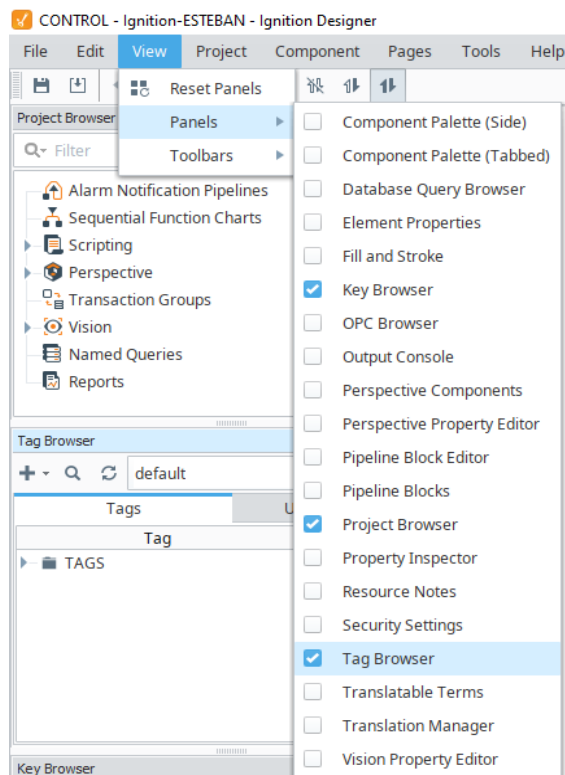 CONTROL - Ignition-ESTEBAN - Ignition Designer
File Edit View Project Component Pages Tools Help
Reset Panels
Panels
Toolbars
Project Browser
Filter
Alarm Notification Pipelines
Sequential Function Charts
Scripting
Perspective
Transaction Groups
Vision
Named Queries
Reports
Tag Browser
default
Tags U
Tag
TAGS
Key Browser
Component Palette (Side)
Component Palette (Tabbed)
Database Query Browser
Element Properties
Fill and Stroke
Key Browser
OPC Browser
Output Console
Perspective Components
Perspective Property Editor
Pipeline Block Editor
Pipeline Blocks
Project Browser
Property Inspector
Resource Notes
Security Settings
Tag Browser
Translatable Terms
Translation Manager
Vision Property Editor